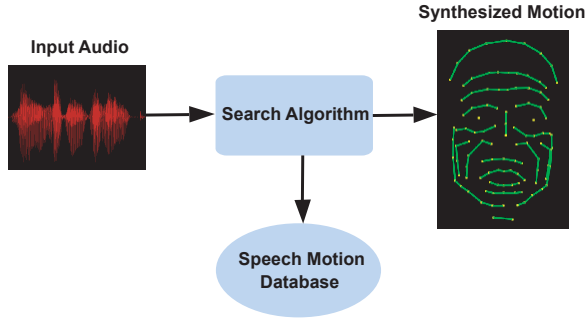 Synthesized Motion
Input Audio
Search Algorithm
Speech Motion
Database